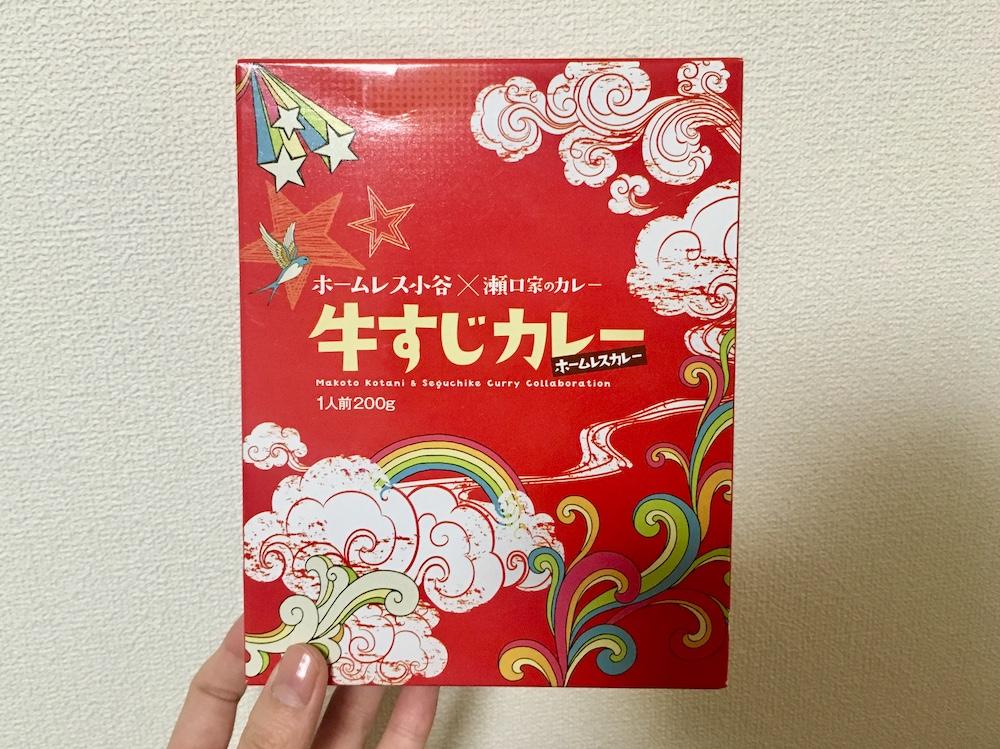 ホームレス小谷×瀬口家のカレー
牛すじカレー
ホームレスカレー
Makoto Kotani & Seguchike Curry Collaboration
1人前200g